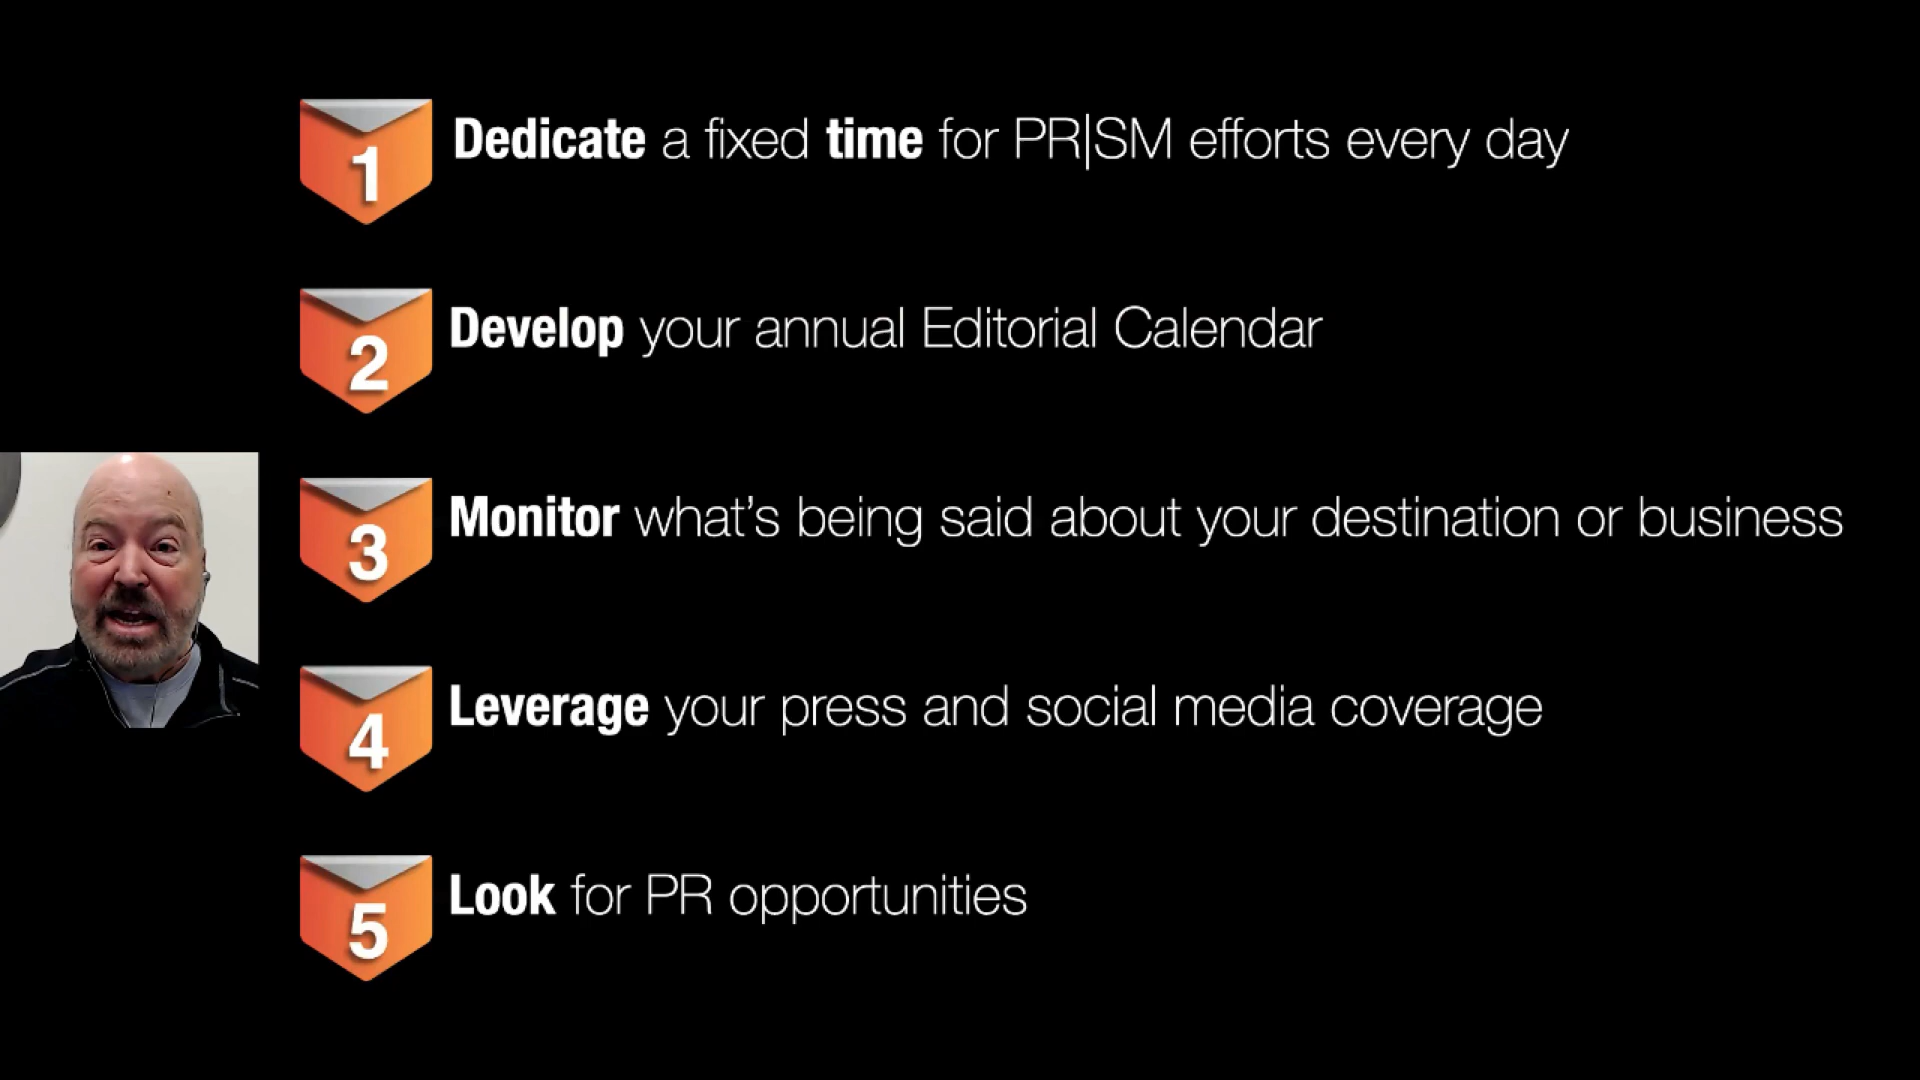 1 Dedicate a fixed time for PR|SM efforts every day
2 Develop your annual Editorial Calendar
3 Monitor what's being said about your destination or business
4 Leverage your press and social media coverage
5 Look for PR opportunities